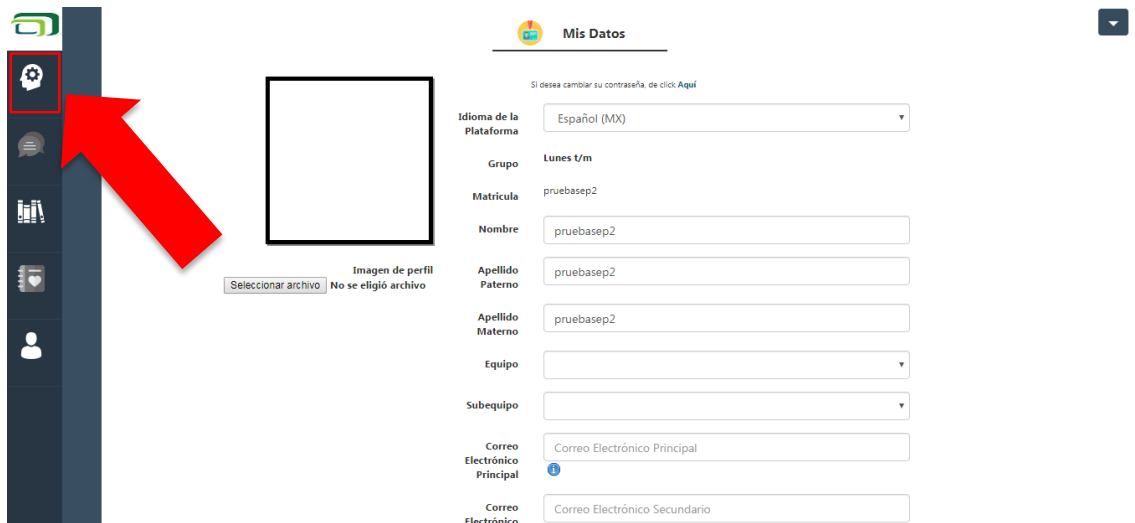 Mis Datos
Si desea cambiar su contraseña, de click Aquí
Idioma de la
Plataforma
Español (MX)
Grupo
Lunes t/m
Matricula
pruebasep2
Nombre
pruebasep2
Imagen de perfil
Seleccionar archivo No se eligió archivo
Apellido
Paterno
pruebasep2
Apellido
Materno
pruebasep2
Equipo
Subequipo
Correo
Electrónico
Principal
Correo Electrónico Principal
Correo
Electrónico
Correo Electrónico Secundario